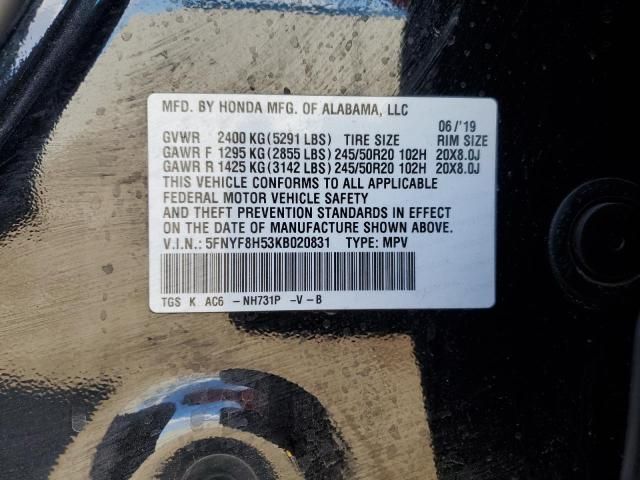 MFD. BY HONDA MFG. OF ALABAMA, LLC
06/'19
GVWR 2400 KG(5291 LBS) TIRE SIZE RIM SIZE
GAWR F 1295 KG(2855 LBS)245/50R20 102H 20X8.0J
GAWR R 1425 KG(3142 LBS)245/50R20 102H 20X8.0J
THIS VEHICLE CONFORMS TO ALL APPLICABLE
FEDERAL MOTOR VEHICLE SAFETY
AND THEFT PREVENTION STANDARDS IN EFFECT
ON THE DATE OF MANUFACTURE SHOWN ABOVE.
V.I.N.: 5FNYF8H53KB020831 TYPE: MPV
TGS K AC6 -NH731P -V-B